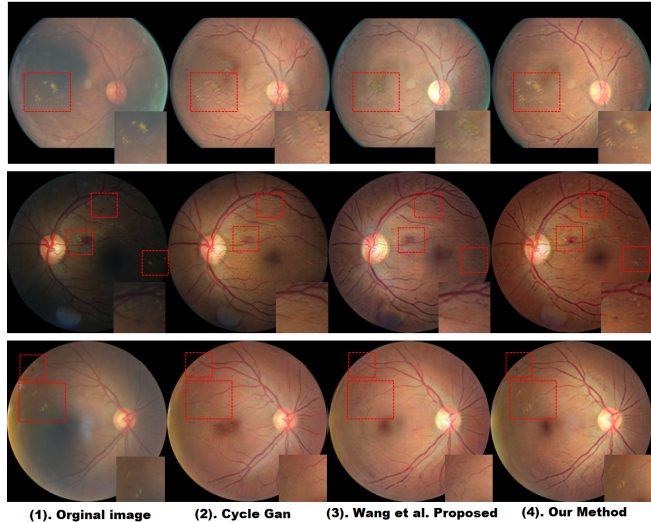 (1). Orginal image (2). Cycle Gan (3). Wang et al. Proposed (4). Our Method